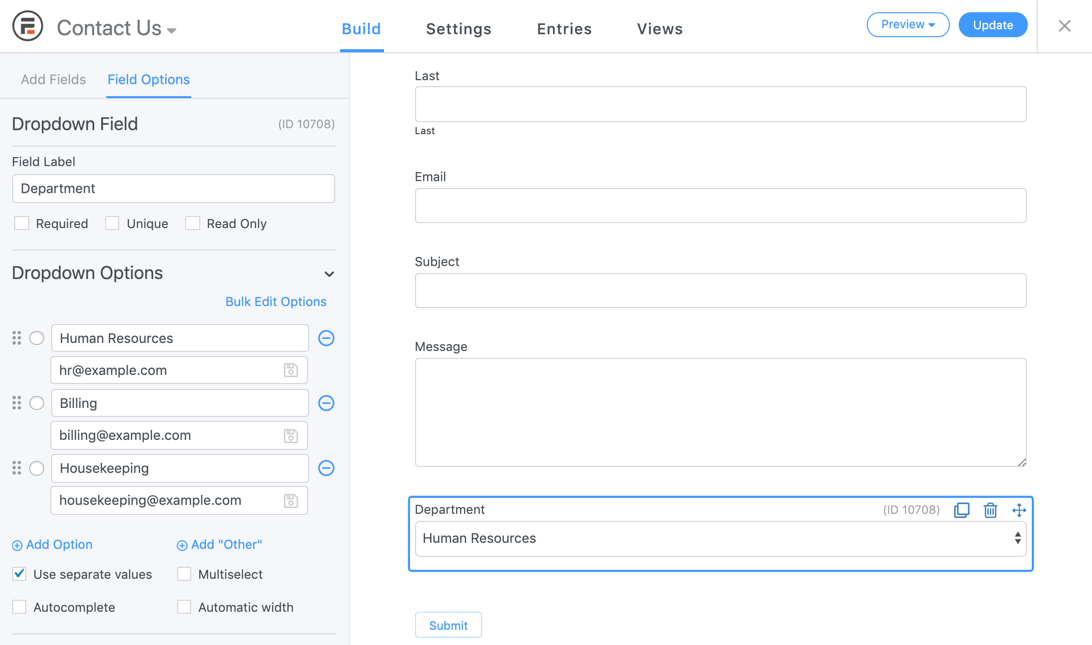 Contact Us
Build
Settings
Entries
Views
Preview
Update
Add Fields
Field Options
Dropdown Field
(ID 10708)
Field Label
Department
Required
Unique
Read Only
Dropdown Options
Bulk Edit Options
Human Resources
hr@example.com
Billing
billing@example.com
Housekeeping
housekeeping@example.com
Add Option
Add "Other"
Use separate values
Multiselect
Autocomplete
Automatic width
Last
Last
Email
Subject
Message
Department
(ID 10708)
Human Resources
Submit